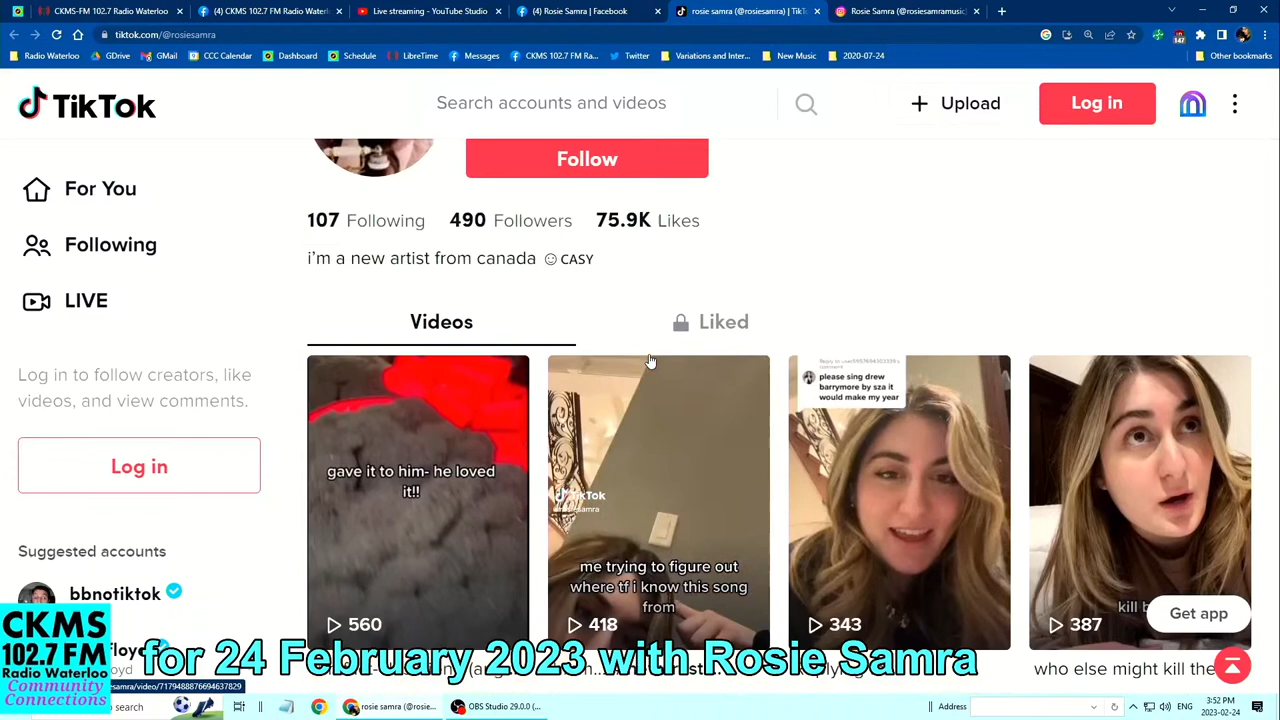 (4) CKMS-FM Radio Waterloo
(4) CKMS-FM Radio Water
Live streaming - YouTube Studio
(4) Rosie Samra | Facebook
rosie samra (@rosiesamra) | TikT
Rosie Samra (@rosiesamramusic
tiktok.com/@rosiesamra
Radio Waterloo
GDrive
GMail
CCC Calendar
Dashboard
Schedule
LibreTime
Messages
CKMS 102.7 FM Ra...
Twitter
Variations and Inter...
New Music
2020-07-24
Other bookmarks
TikTok
Search accounts and videos
Upload
Log in
Follow
For You
Following
LIVE
107 Following 490 Followers 75.9K Likes
i'm a new artist from canada ☺︎CASY
Videos
Liked
Log in to follow creators, like
videos, and view comments.
Log in
Suggested accounts
bbnotiktok
gave it to him- he loved
it!!
560
TikTok
me trying to figure out
where tf i know this song
from
418
please sing drew
barrymore by sza it
would make my year
343
387
Get app
who else might kill the
CKMS
102.7 FM
Radio Waterloo
Community
Connections
for 24 February 2023 with Rosie Samra
samra/video/7179488876694637829
search
rosie samra (@rosie...
OBS Studio 29.0.0 (...
Address
ENG
3:52 PM
2023-02-24